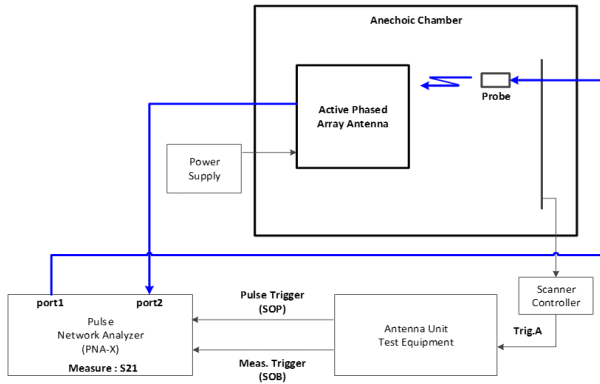 Anechoic Chamber
Active Phased
Array Antenna
Probe
Power
Supply
port1
port2
Pulse
Network Analyzer
(PNA-X)
Measure : S21
Pulse Trigger
(SOP)
Meas. Trigger
(SOB)
Antenna Unit
Test Equipment
Trig.A
Scanner
Controller